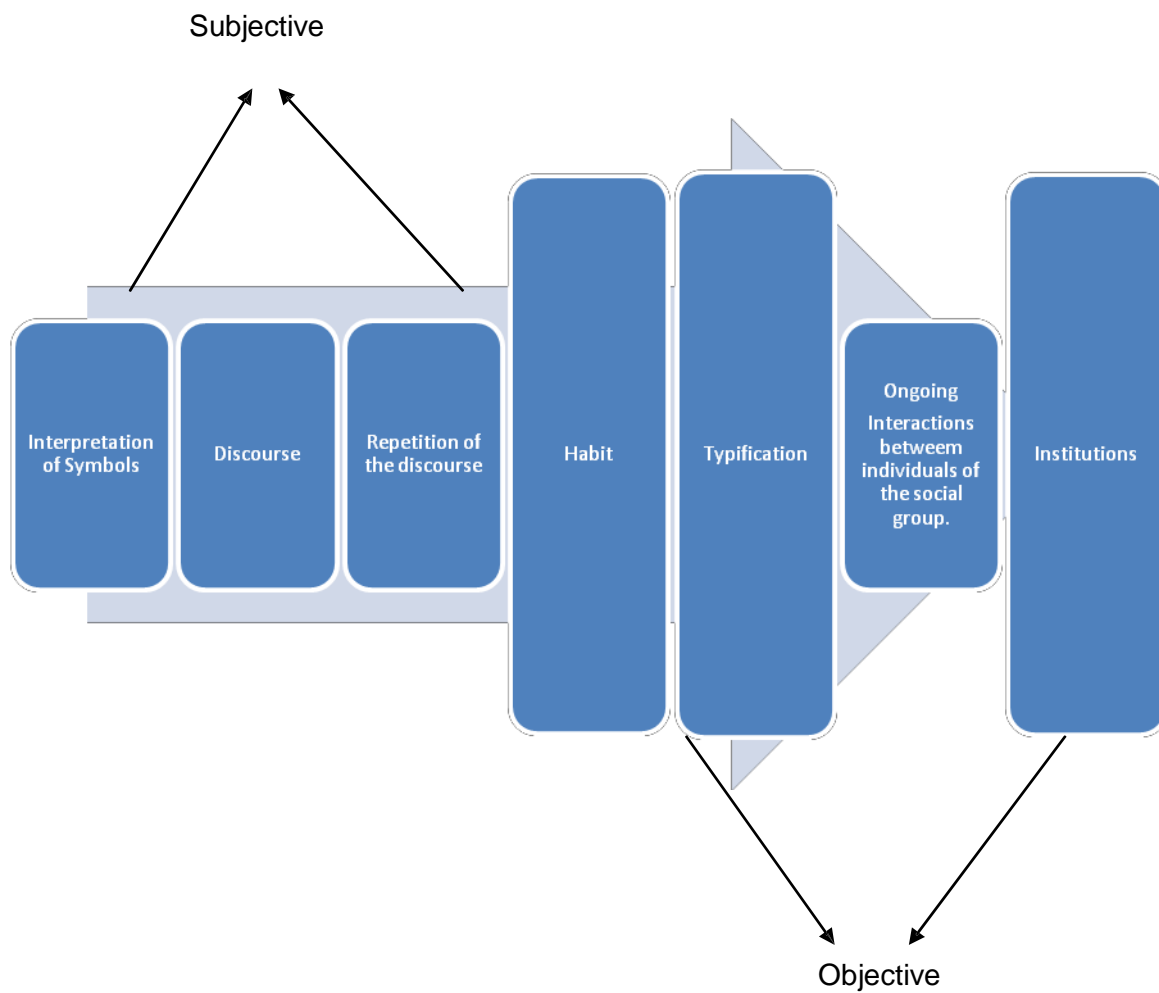 Subjective
Interpretation
of Symbols
Discourse
Repetition of
the discourse
Habit
Typification
Ongoing
Interactions
betweem
individuals of
the social
group.
Institutions
Objective